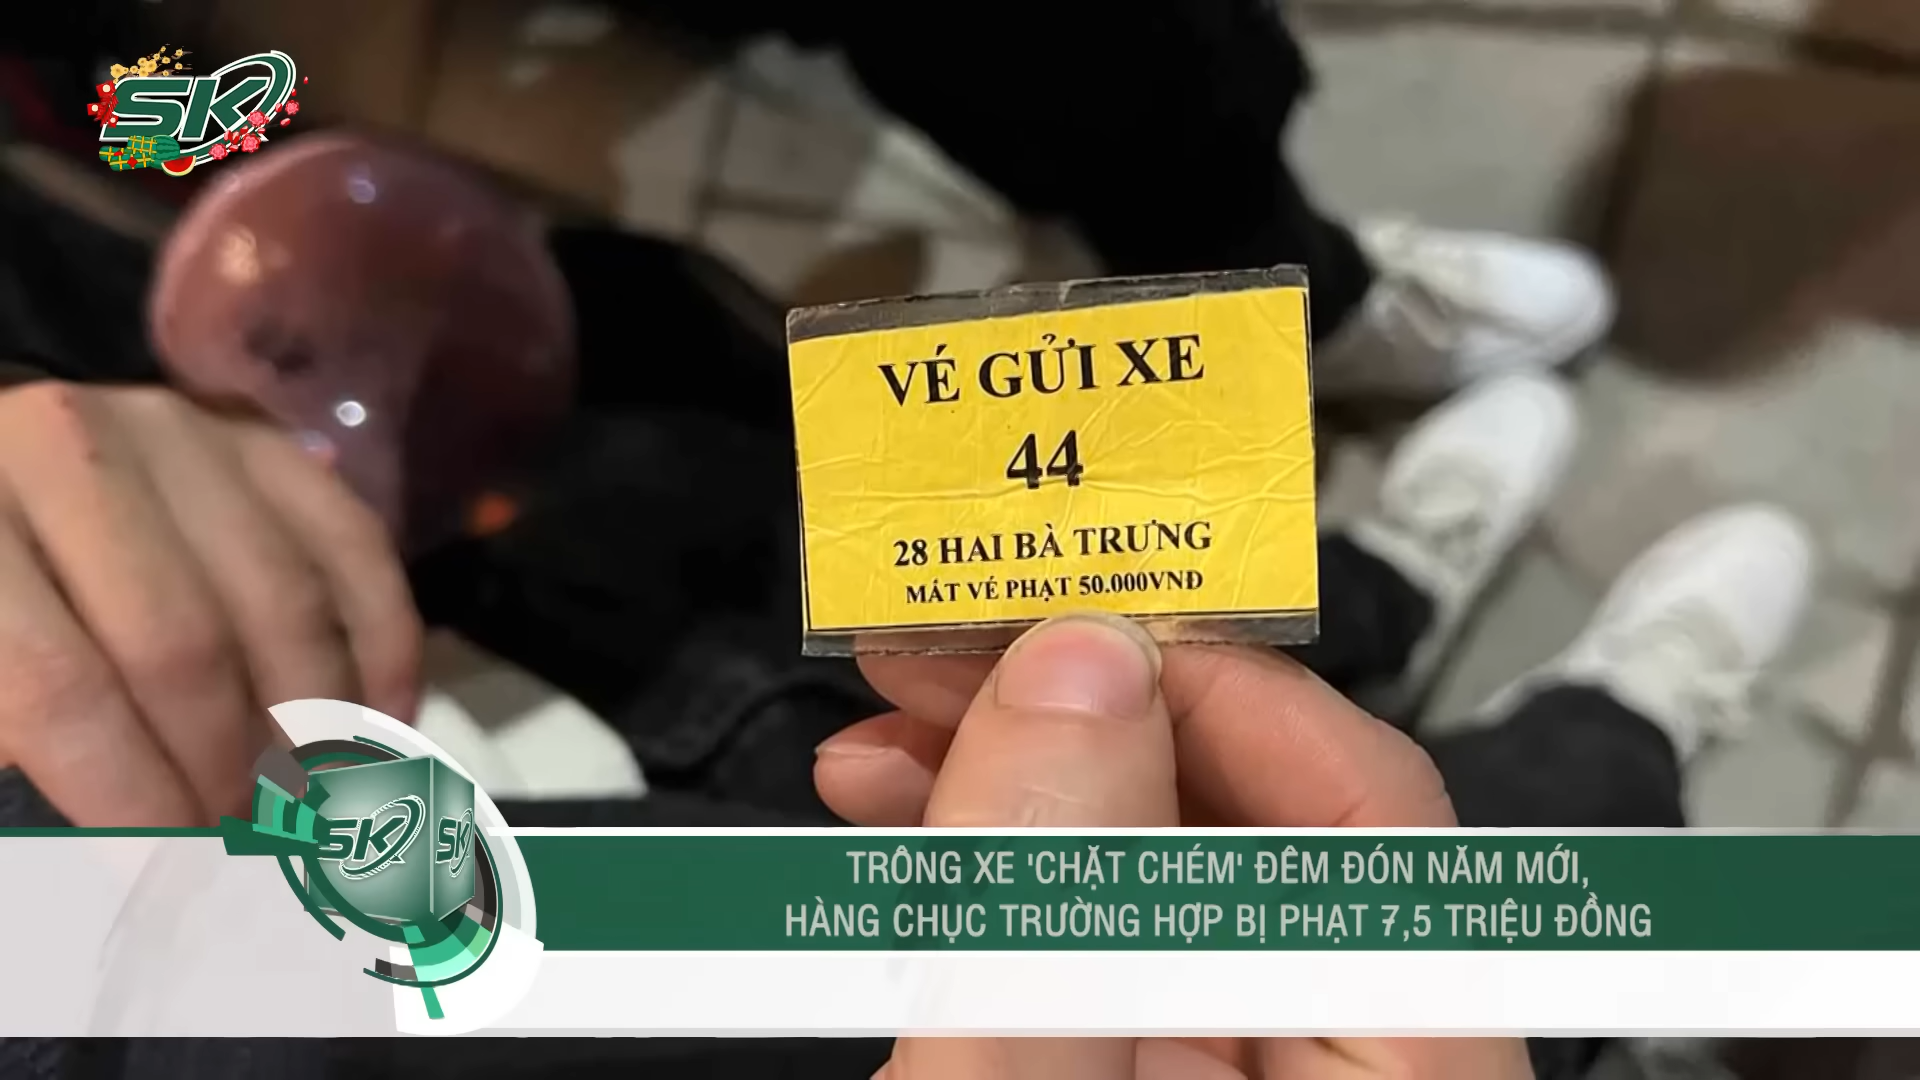 SK
VÉ GỬI XE
44
28 HAI BÀ TRƯNG
MẤT VÉ PHẠT 50.000VNĐ
SK
SK
TRÔNG XE 'CHẶT CHÉM' ĐÊM ĐÓN NĂM MỚI,
HÀNG CHỤC TRƯỜNG HỢP BỊ PHẠT 7,5 TRIỆU ĐỒNG